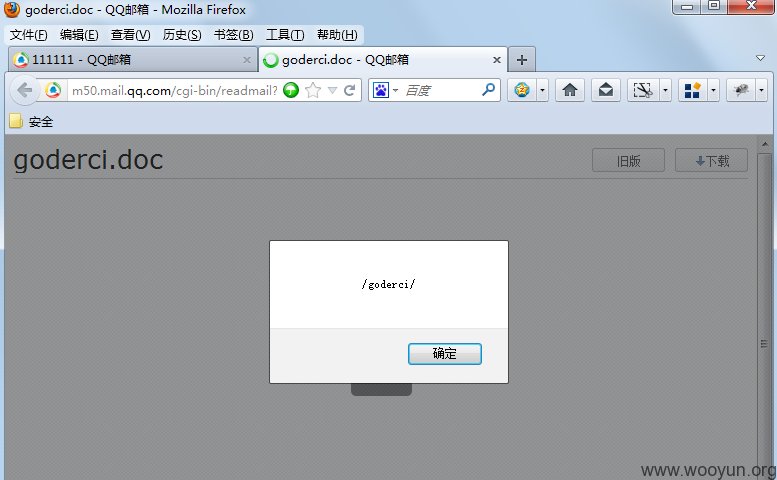 goderci.doc - QQ邮箱 - Mozilla Firefox
文件(F) 编辑(E) 查看(V) 历史(S) 书签(B) 工具(T) 帮助(H)
111111 - QQ邮箱 goderci.doc - QQ邮箱
m50.mail.qq.com/cgi-bin/readmail? 百度
安全
goderci.doc 旧版 下载
/goderci/
确定
www.wooyun.org